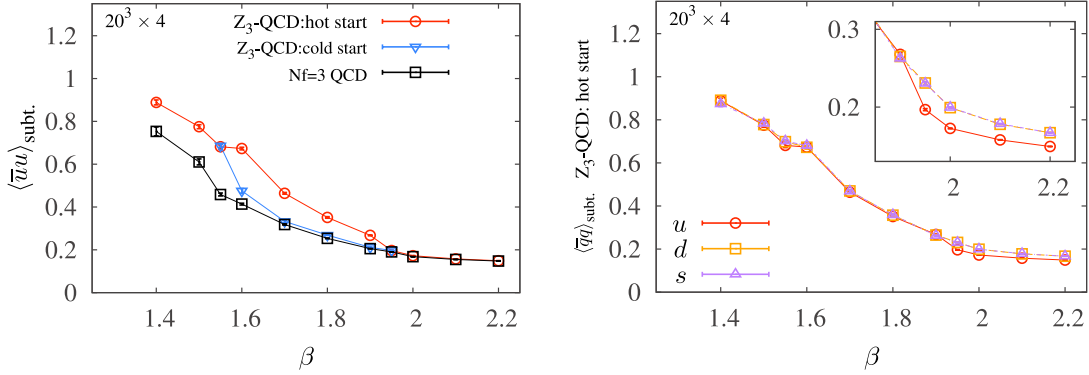 20³ × 4
Z₃-QCD:hot start
Z₃-QCD:cold start
Nf=3 QCD
⟨ūu⟩subt.
0
0.2
0.4
0.6
0.8
1
1.2
1.4
1.6
1.8
2
2.2
β
20³ × 4
⟨q̄q⟩subt. Z₃-QCD: hot start
0
0.2
0.4
0.6
0.8
1
1.2
0.3
0.2
2
2.2
u
d
s
1.4
1.6
1.8
2
2.2
β